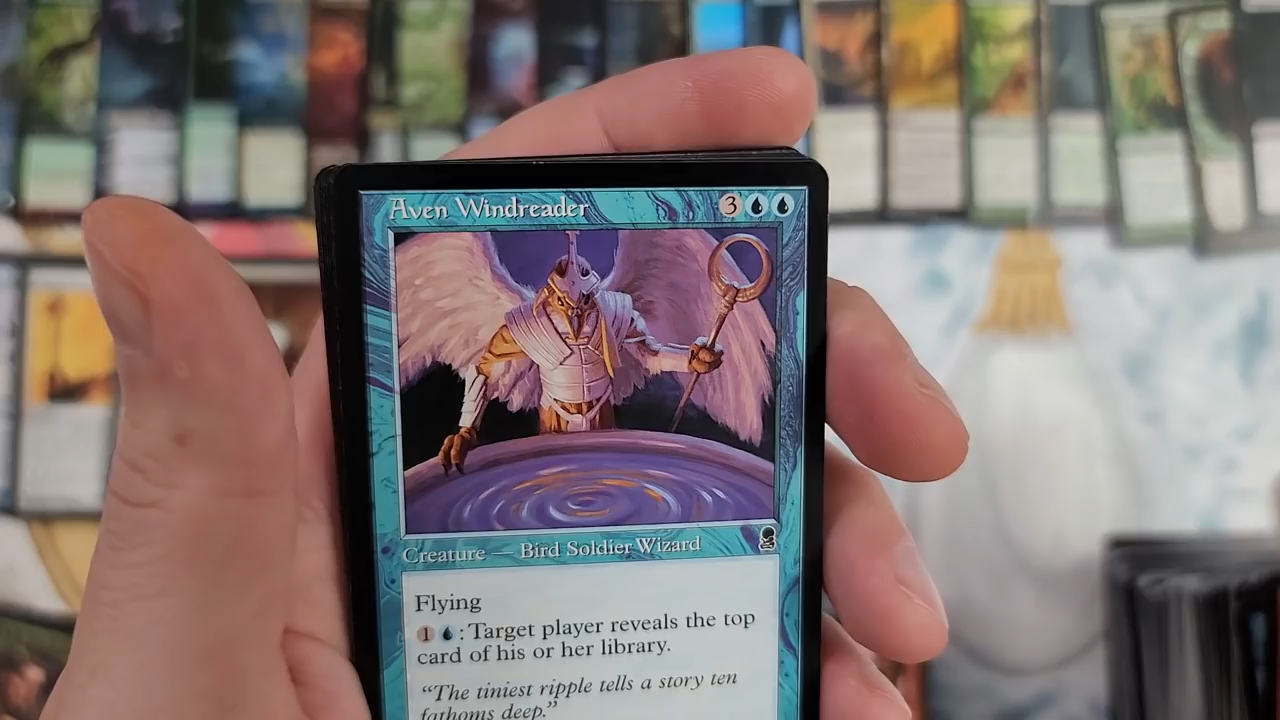 Aven Windreader 3
Creature — Bird Soldier Wizard
Flying
1 : Target player reveals the top
card of his or her library.
“The tiniest ripple tells a story ten
fathoms deep.”